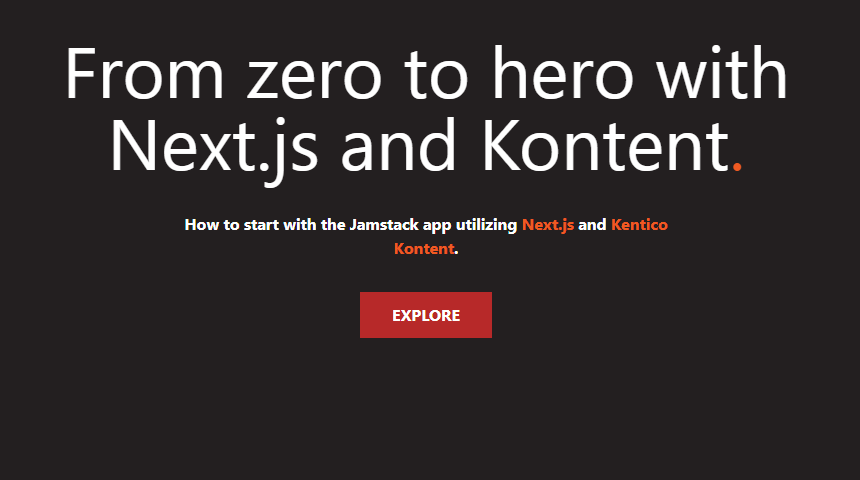 From zero to hero with
Next.js and Kontent.
How to start with the Jamstack app utilizing Next.js and Kentico
Kontent.
EXPLORE